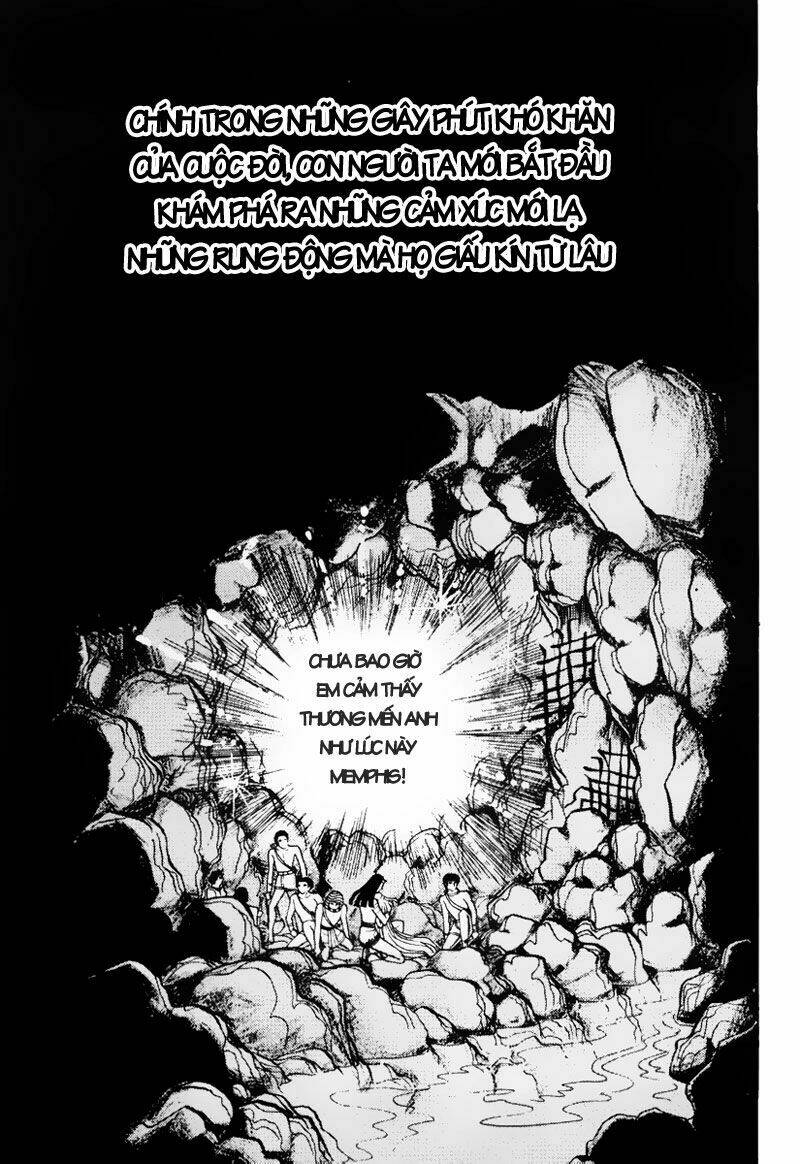 CHÍNH TRONG NHỮNG GIÂY PHÚT KHÓ KHĂN
CỦA CUỘC ĐỜI, CON NGƯỜI TA MỚI BẮT ĐẦU
KHÁM PHÁ RA NHỮNG CẢM XÚC MỚI LẠ
NHỮNG RUNG ĐỘNG MÀ HỌ GIẤU KÍN TỪ LÂU
CHƯA BAO GIỜ
EM CẢM THẤY
THƯƠNG MẾN ANH
NHƯ LÚC NÀY
MEMPHIS!